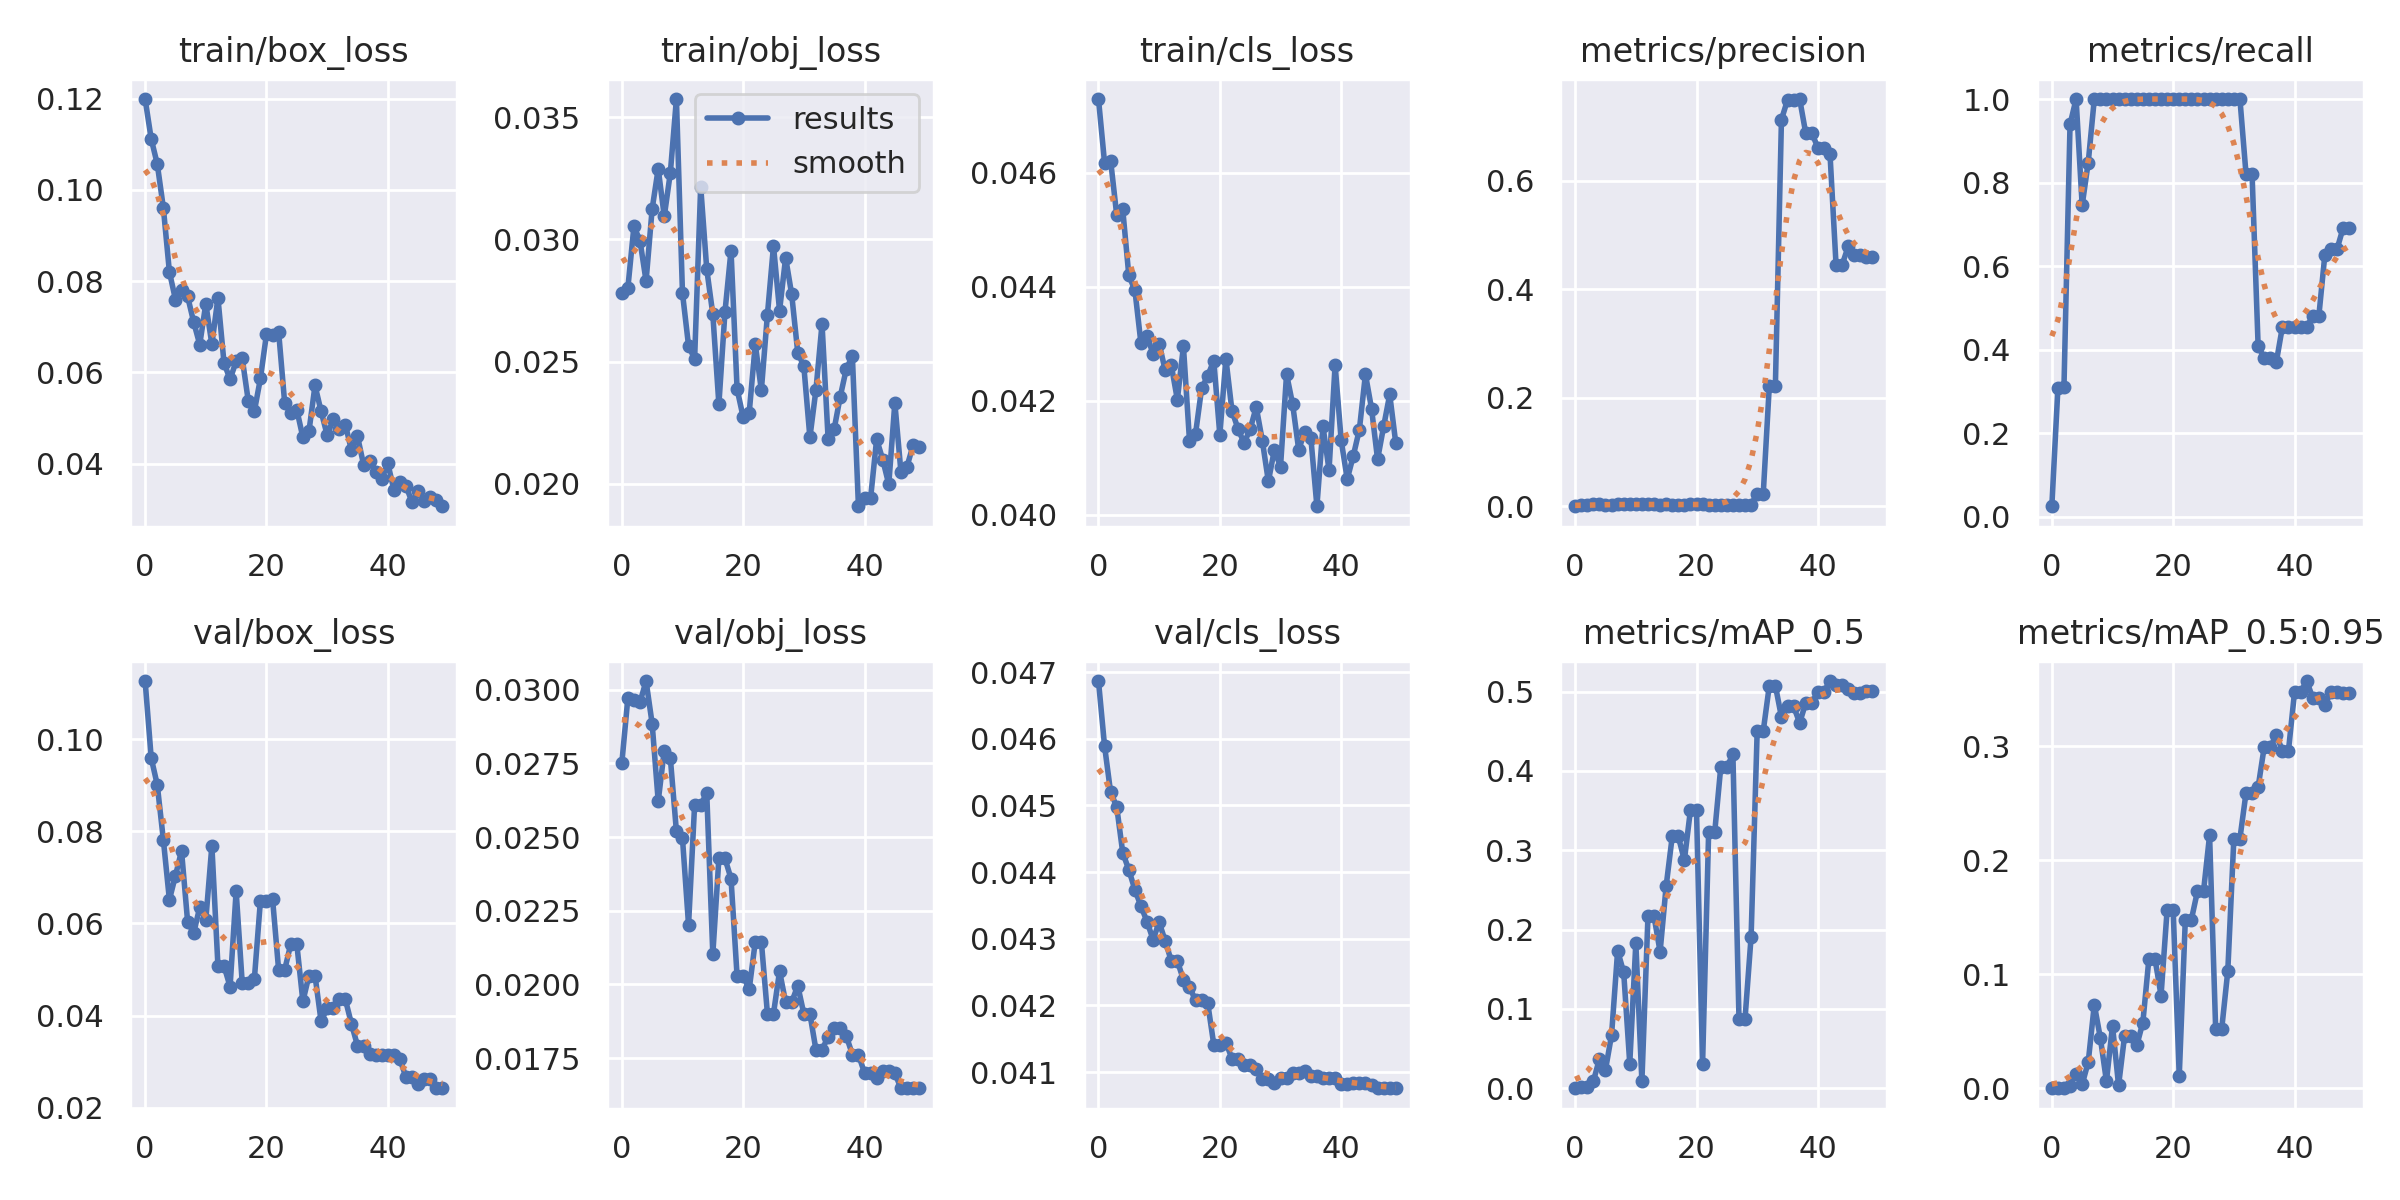 train/box_loss
0.12
0.10
0.08
0.06
0.04
0 20 40
train/obj_loss
results
smooth
0.035
0.030
0.025
0.020
0 20 40
train/cls_loss
0.046
0.044
0.042
0.040
0 20 40
metrics/precision
0.6
0.4
0.2
0.0
0 20 40
metrics/recall
1.0
0.8
0.6
0.4
0.2
0.0
0 20 40
val/box_loss
0.10
0.08
0.06
0.04
0.02
0 20 40
val/obj_loss
0.0300
0.0275
0.0250
0.0225
0.0200
0.0175
0 20 40
val/cls_loss
0.047
0.046
0.045
0.044
0.043
0.042
0.041
0 20 40
metrics/mAP_0.5
0.5
0.4
0.3
0.2
0.1
0.0
0 20 40
metrics/mAP_0.5:0.95
0.3
0.2
0.1
0.0
0 20 40